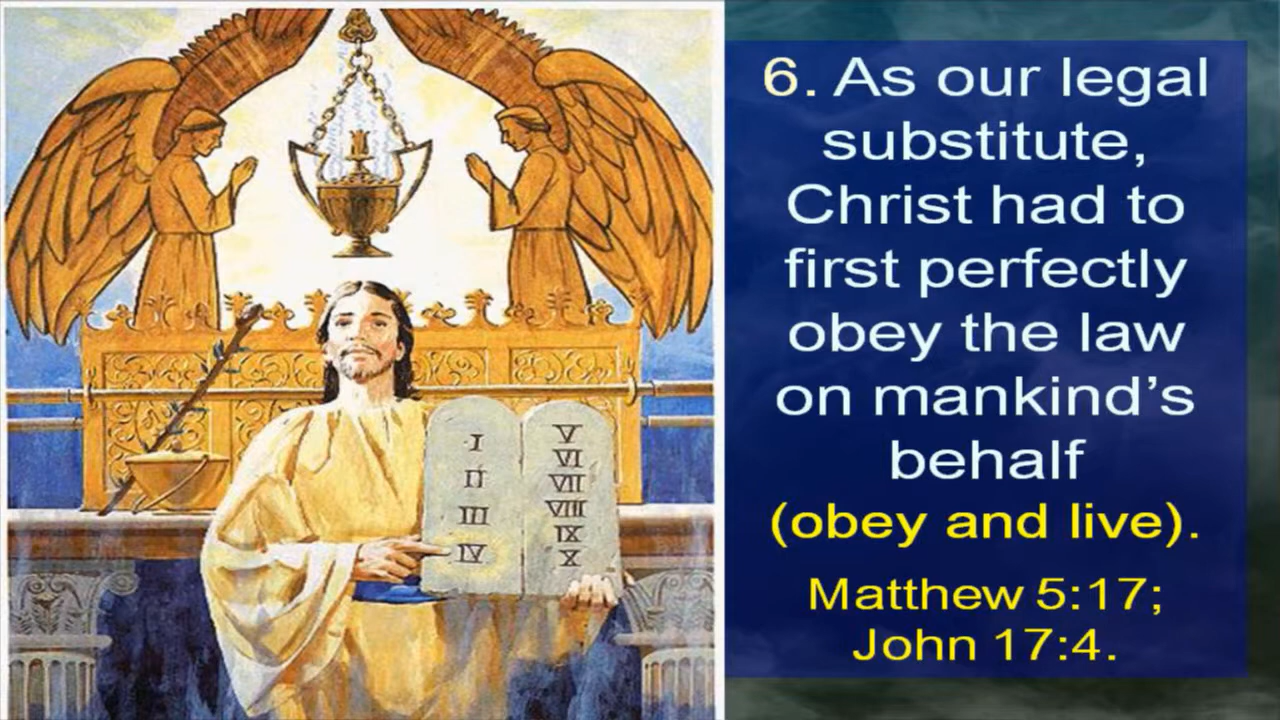 6. As our legal
substitute,
Christ had to
first perfectly
obey the law
on mankind’s
behalf
(obey and live).
Matthew 5:17;
John 17:4.
I
II
III
IV
V
VI
VII
VIII
IX
X